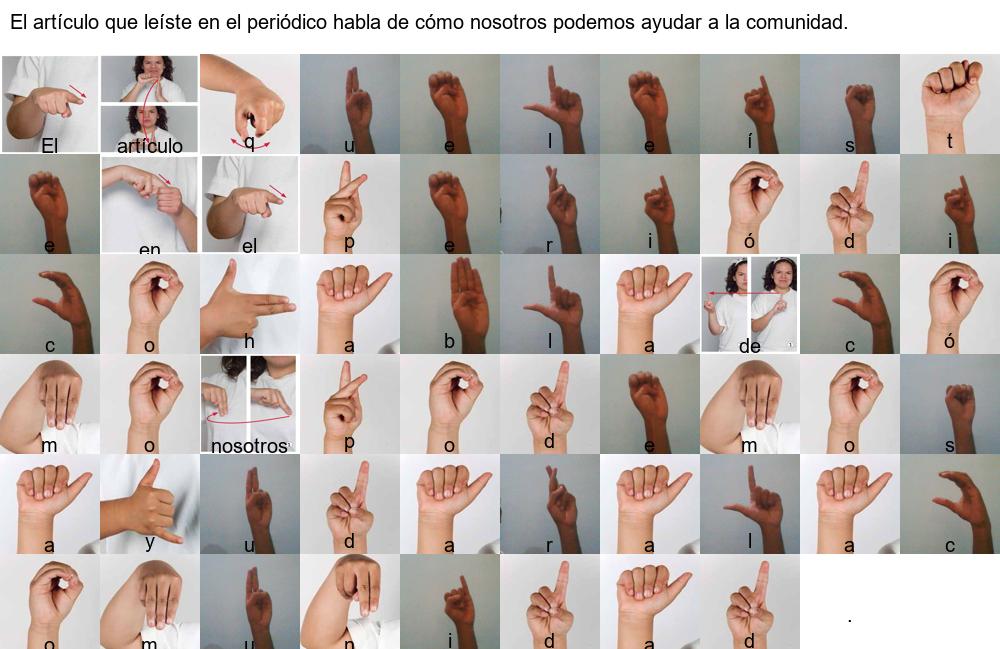 El artículo que leíste en el periódico habla de cómo nosotros podemos ayudar a la comunidad.
El artículo q u e l e í s t
e en el p e r i ó d i
c o h a b l a de c ó
m o nosotros p o d e m o s
a y u d a r a l a c
o m u n i d a d .